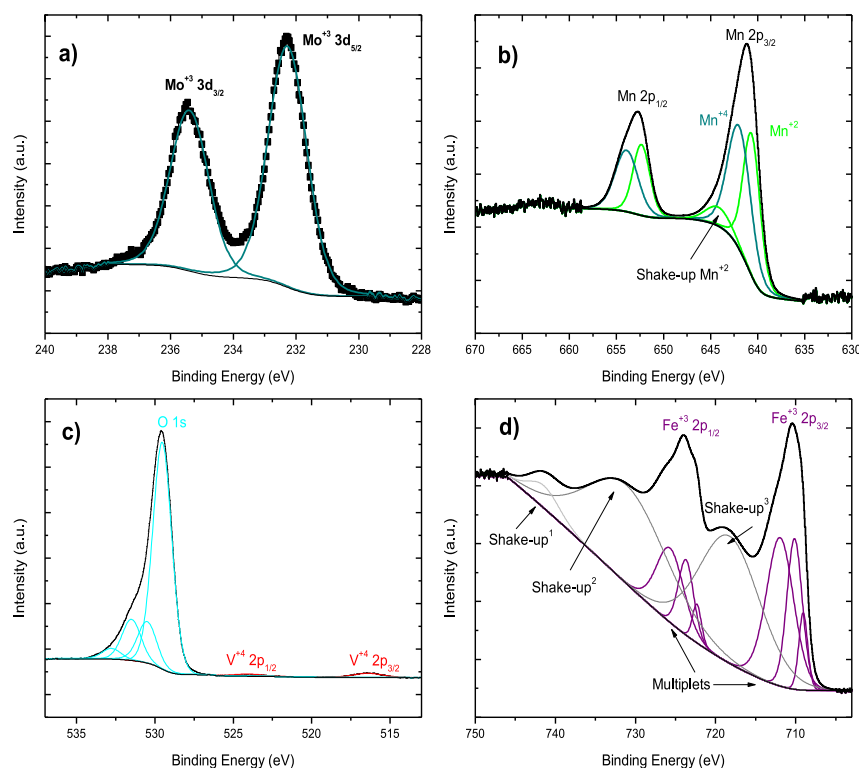 a)
Mo+3 3d5/2
Mo+3 3d3/2
Intensity (a.u.)
240 238 236 234 232 230 228
Binding Energy (eV)
b)
Mn 2p3/2
Mn 2p1/2
Mn+4
Mn+2
Shake-up Mn+2
Intensity (a.u.)
670 665 660 655 650 645 640 635 630
Binding Energy (eV)
c)
O 1s
V+4 2p1/2
V+4 2p3/2
Intensity (a.u.)
535 530 525 520 515
Binding Energy (eV)
d)
Fe+3 2p1/2
Fe+3 2p3/2
Shake-up1
Shake-up2
Shake-up3
Multiplets
Intensity (a.u.)
750 740 730 720 710
Binding Energy (eV)